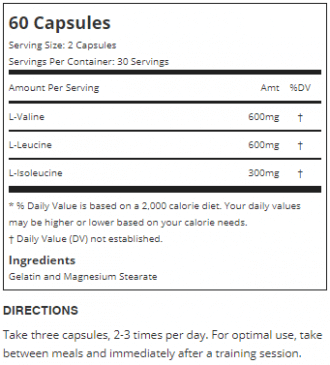 60 Capsules
Serving Size: 2 Capsules
Servings Per Container: 30 Servings
Amount Per Serving Amt %DV
L-Valine 600mg †
L-Leucine 600mg †
L-Isoleucine 300mg †
* % Daily Value is based on a 2,000 calorie diet. Your daily values
may be higher or lower based on your calorie needs.
† Daily Value (DV) not established.
Ingredients
Gelatin and Magnesium Stearate
DIRECTIONS
Take three capsules, 2-3 times per day. For optimal use, take
between meals and immediately after a training session.